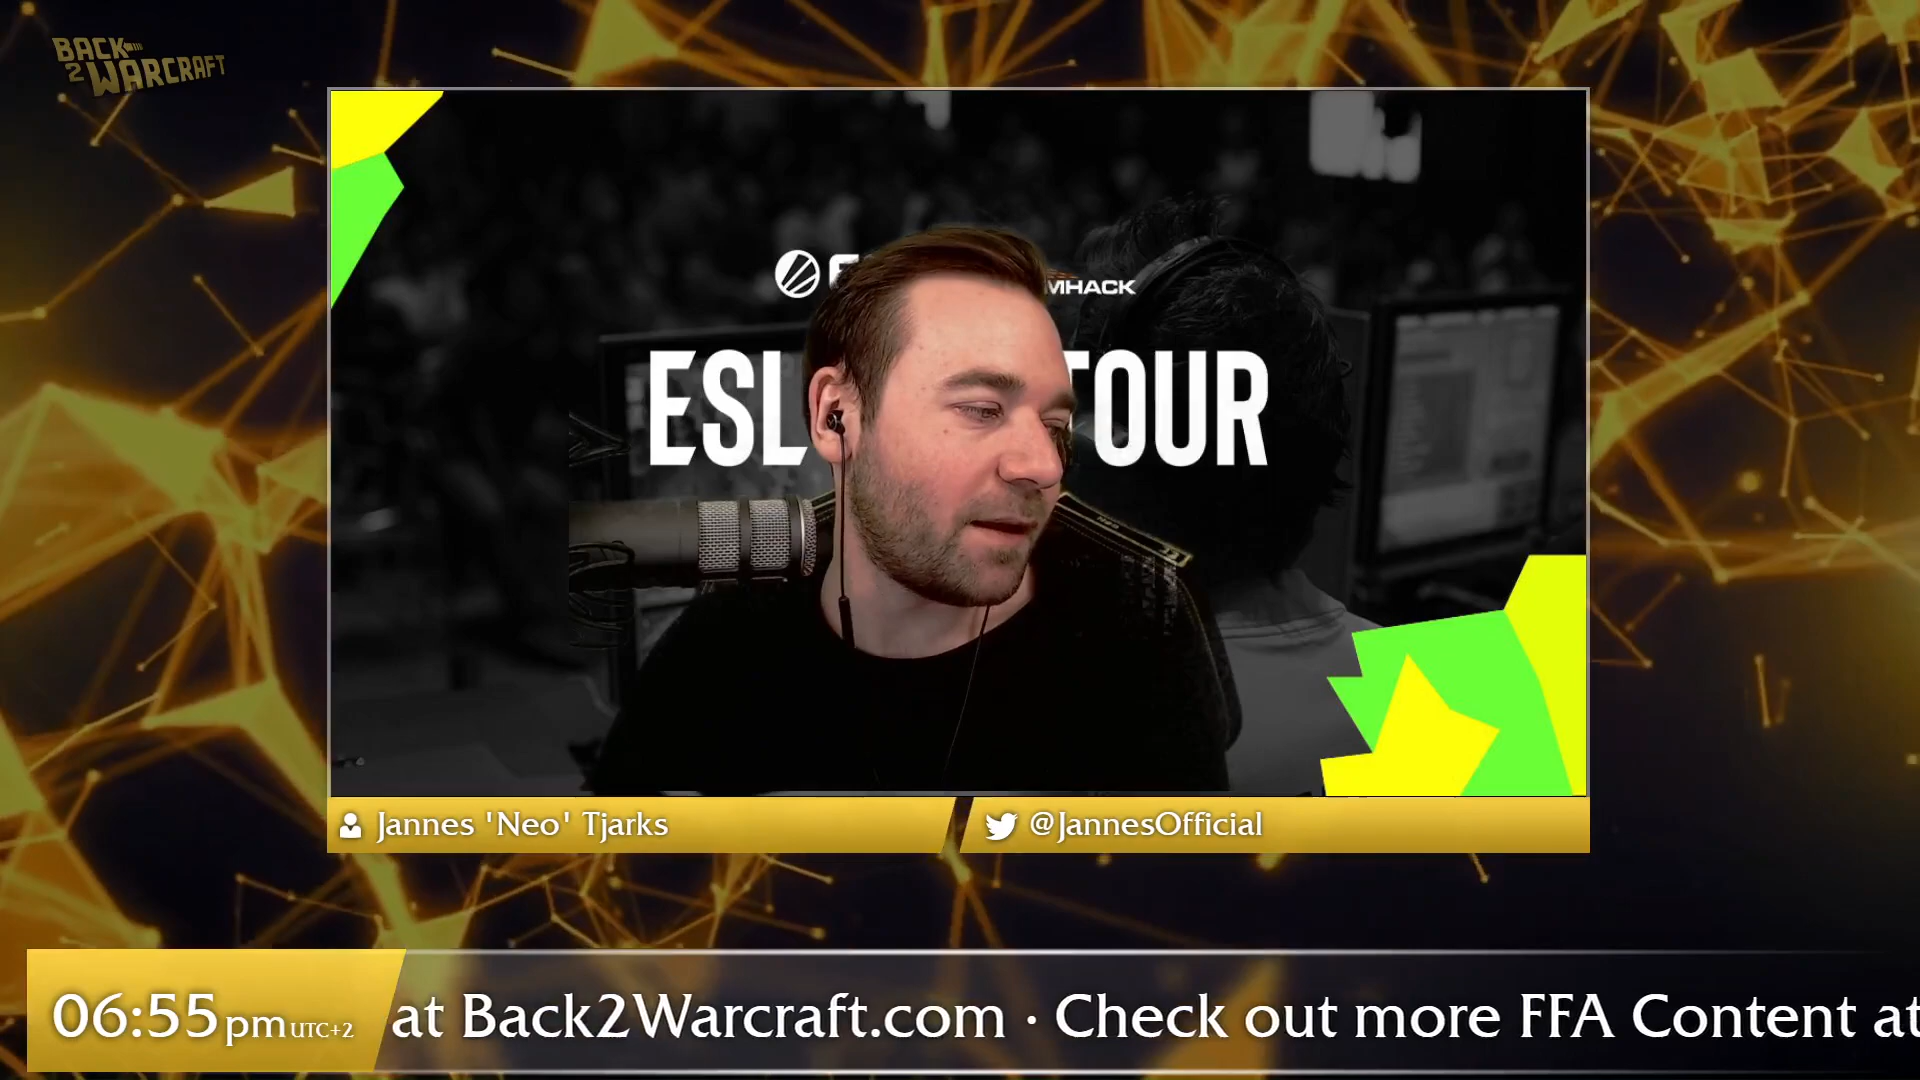 BACK
2 WARCRAFT
MHACK
ESL TOUR
Jannes 'Neo' Tjarks
@JannesOfficial
06:55 pm UTC+2
at Back2Warcraft.com · Check out more FFA Content at